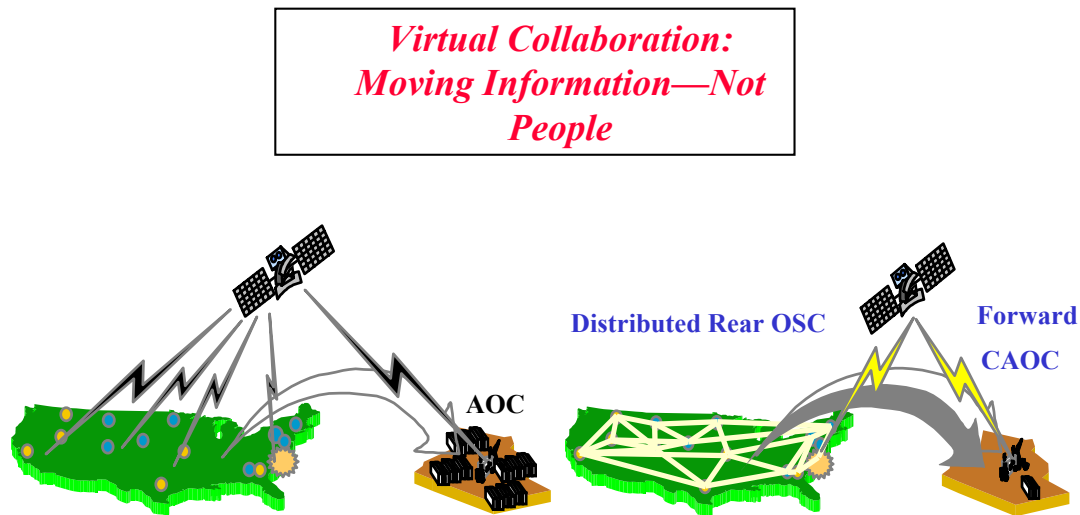 Virtual Collaboration:
Moving Information—Not
People
Distributed Rear OSC
Forward
CAOC
AOC